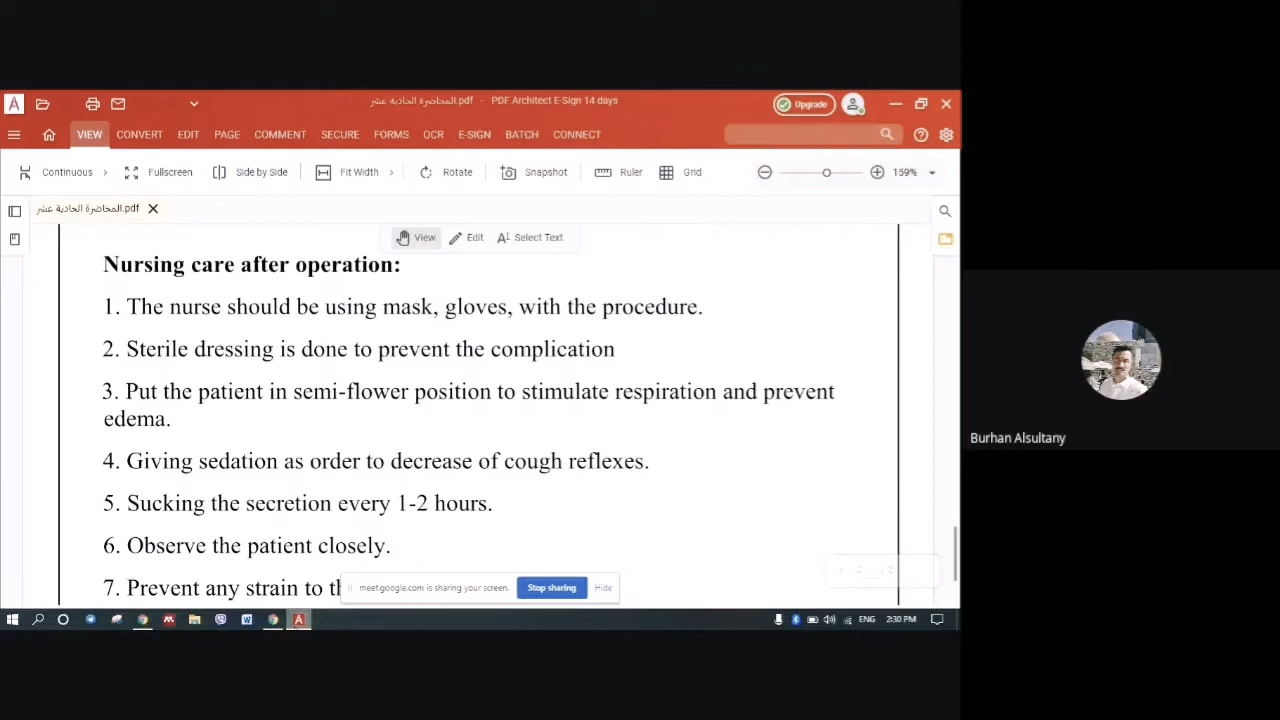 المحاضرة الحادية عشر.pdf - PDF Architect E-Sign 14 days
Upgrade
VIEW CONVERT EDIT PAGE COMMENT SECURE FORMS OCR E-SIGN BATCH CONNECT
Continuous Fullscreen Side by Side Fit Width Rotate Snapshot Ruler Grid 159%
المحاضرة الحادية عشر.pdf
View Edit Select Text
Nursing care after operation:
1. The nurse should be using mask, gloves, with the procedure.
2. Sterile dressing is done to prevent the complication
3. Put the patient in semi-flower position to stimulate respiration and prevent
edema.
4. Giving sedation as order to decrease of cough reflexes.
5. Sucking the secretion every 1-2 hours.
6. Observe the patient closely.
7. Prevent any strain to
2 / 2
meet.google.com is sharing your screen. Stop sharing Hide
ENG 2:30 PM
Burhan Alsultany